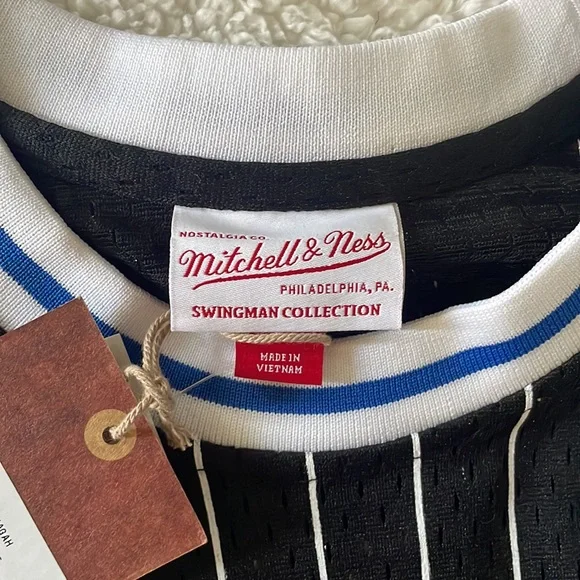 NOSTALGIA CO.
Mitchell & Ness
PHILADELPHIA, PA.
SWINGMAN COLLECTION
MADE IN
VIETNAM